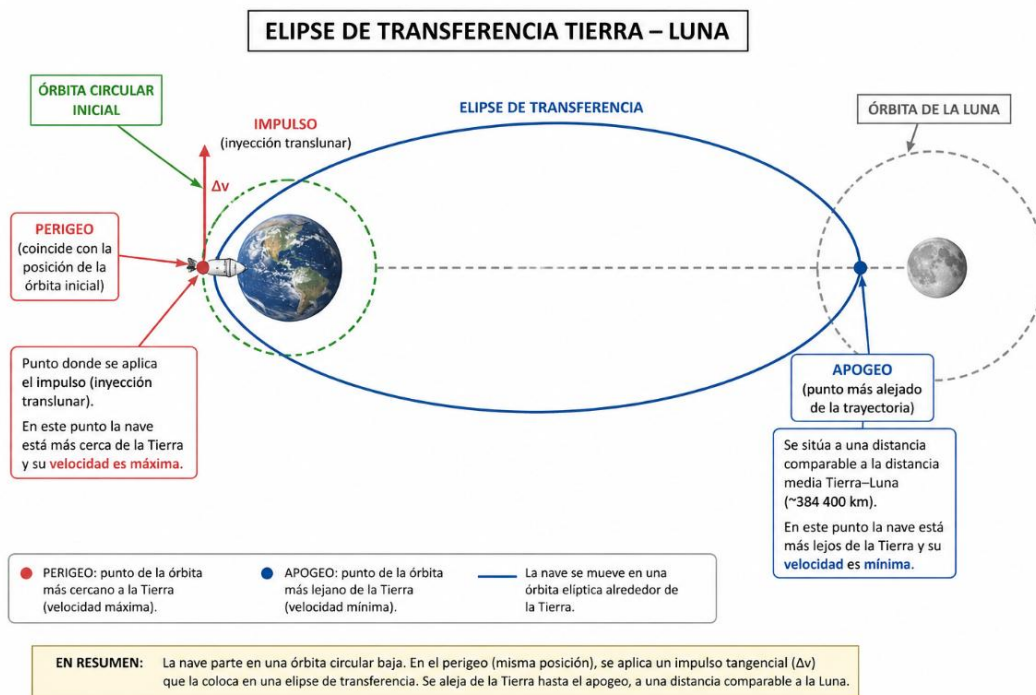 ELIPSE DE TRANSFERENCIA TIERRA – LUNA
ÓRBITA CIRCULAR
INICIAL
IMPULSO
(inyección translunar)
Δv
ELIPSE DE TRANSFERENCIA
ÓRBITA DE LA LUNA
PERIGEO
(coincide con la
posición de la
órbita inicial)
Punto donde se aplica
el impulso (inyección
translunar).
En este punto la nave
está más cerca de la Tierra
y su velocidad es máxima.
APOGEO
(punto más alejado
de la trayectoria)
Se sitúa a una distancia
comparable a la distancia
media Tierra–Luna
(~384 400 km).
En este punto la nave está
más lejos de la Tierra y su
velocidad es mínima.
PERIGEO: punto de la órbita
más cercano a la Tierra
(velocidad máxima).
APOGEO: punto de la órbita
más lejano de la Tierra
(velocidad mínima).
La nave se mueve en una
órbita elíptica alrededor de
la Tierra.
EN RESUMEN: La nave parte en una órbita circular baja. En el perigeo (misma posición), se aplica un impulso tangencial (Δv)
que la coloca en una elipse de transferencia. Se aleja de la Tierra hasta el apogeo, a una distancia comparable a la Luna.